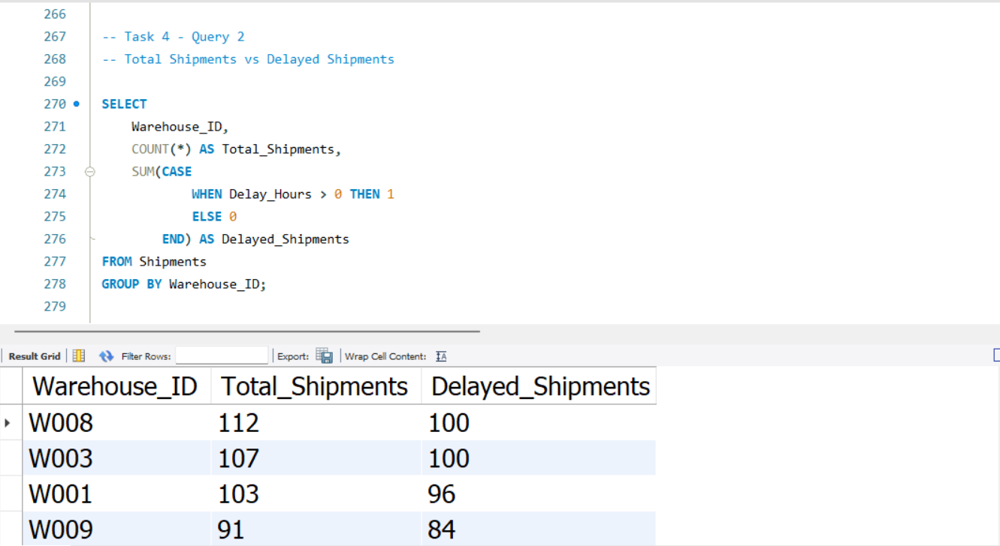 266
267 -- Task 4 - Query 2
268 -- Total Shipments vs Delayed Shipments
269
270 SELECT
271 Warehouse_ID,
272 COUNT(*) AS Total_Shipments,
273 SUM(CASE
274 WHEN Delay_Hours > 0 THEN 1
275 ELSE 0
276 END) AS Delayed_Shipments
277 FROM Shipments
278 GROUP BY Warehouse_ID;
279
Result Grid Filter Rows: Export: Wrap Cell Content: IA
Warehouse_ID Total_Shipments Delayed_Shipments
W008 112 100
W003 107 100
W001 103 96
W009 91 84